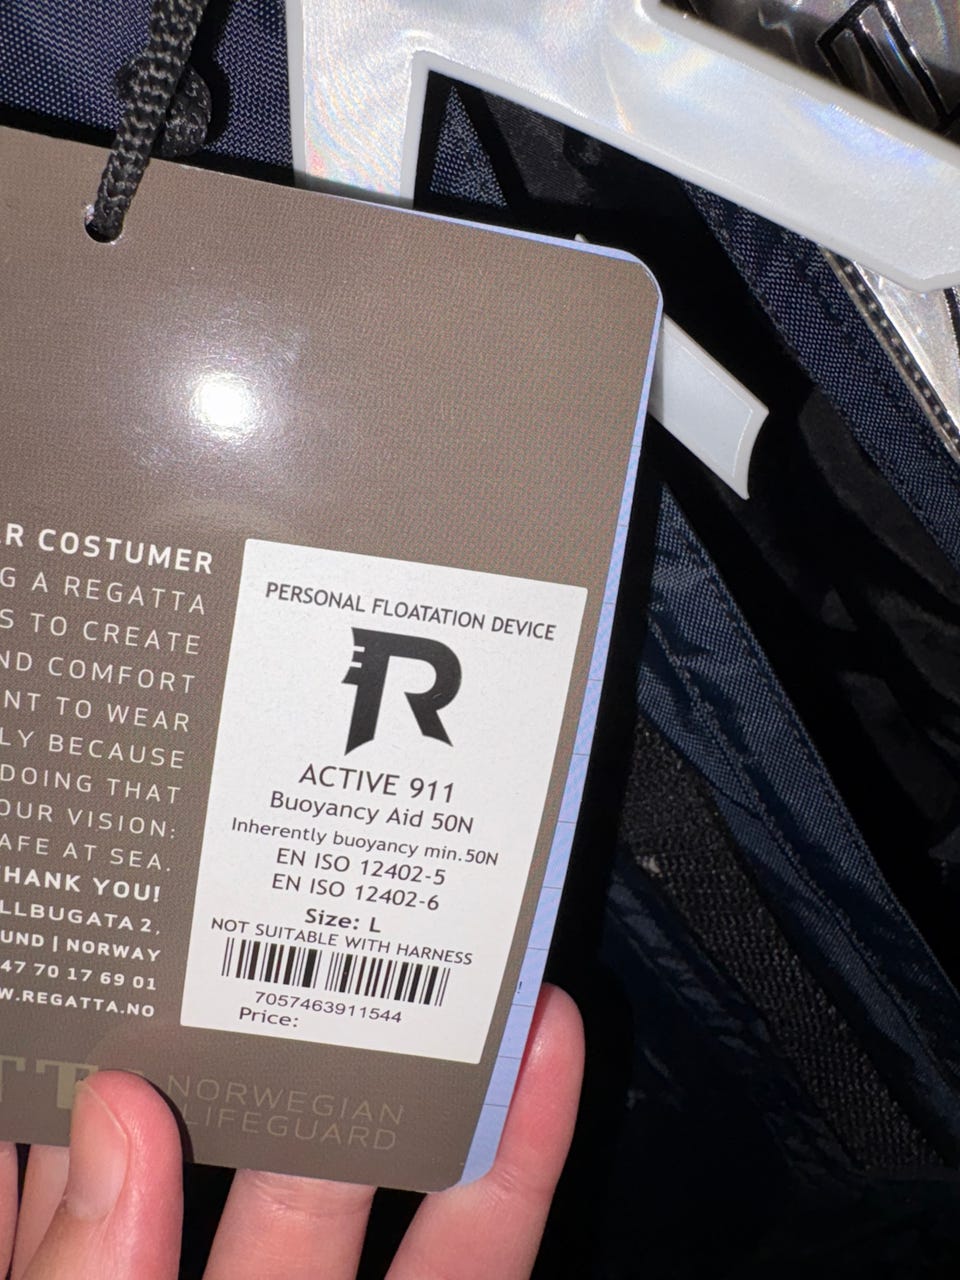 R COSTUMER
G A REGATTA
S TO CREATE
ND COMFORT
NT TO WEAR
LY BECAUSE
DOING THAT
OUR VISION:
AFE AT SEA.
HANK YOU!
LLBUGATA 2,
UND | NORWAY
47 70 17 69 01
W.REGATTA.NO
PERSONAL FLOATATION DEVICE
R
ACTIVE 911
Buoyancy Aid 50N
Inherently buoyancy min.50N
EN ISO 12402-5
EN ISO 12402-6
Size: L
NOT SUITABLE WITH HARNESS
7057463911544
Price:
TT
NORWEGIAN
LIFEGUARD